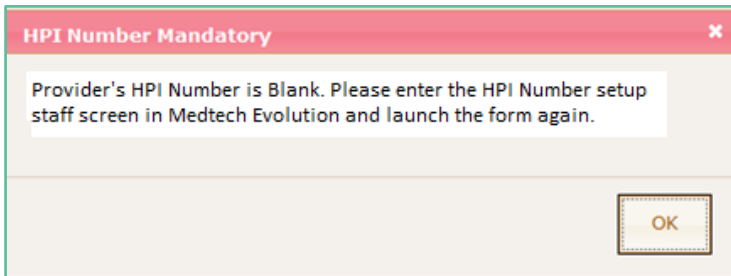 HPI Number Mandatory
Provider's HPI Number is Blank. Please enter the HPI Number setup
staff screen in Medtech Evolution and launch the form again.
OK